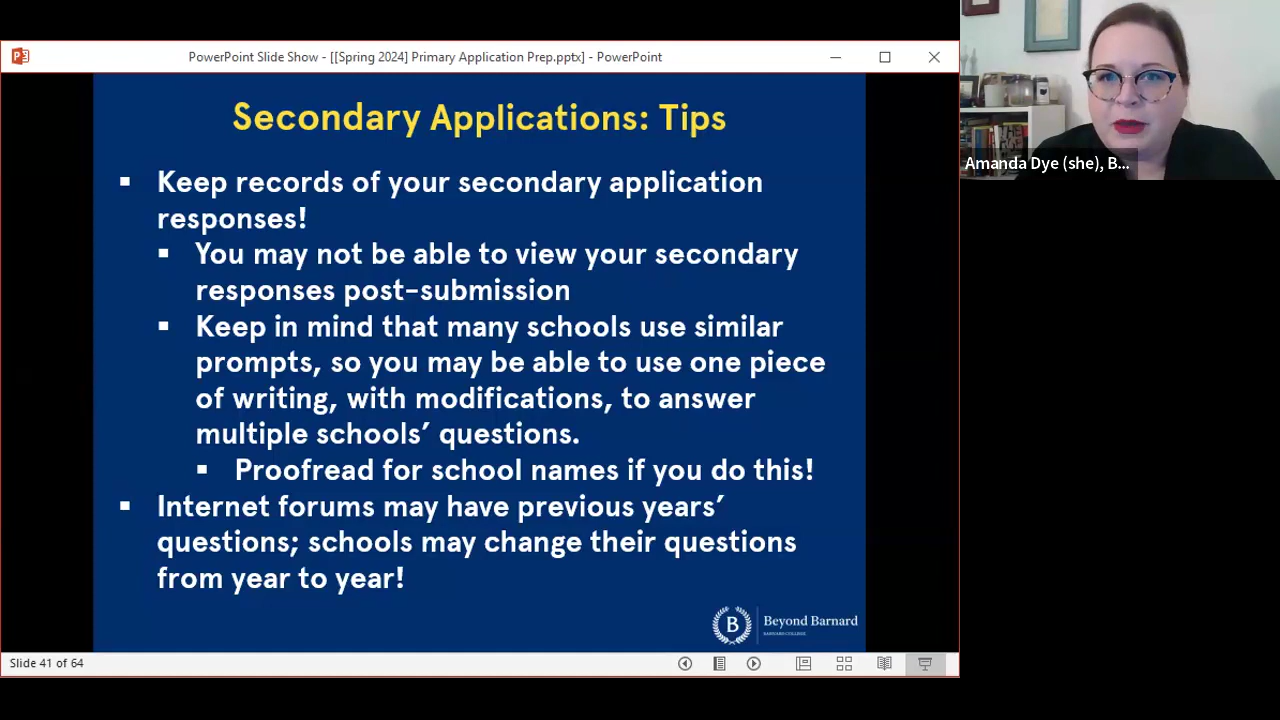 PowerPoint Slide Show - [[Spring 2024] Primary Application Prep.pptx] - PowerPoint
Secondary Applications: Tips
▪ Keep records of your secondary application
responses!
▪ You may not be able to view your secondary
responses post-submission
▪ Keep in mind that many schools use similar
prompts, so you may be able to use one piece
of writing, with modifications, to answer
multiple schools’ questions.
▪ Proofread for school names if you do this!
▪ Internet forums may have previous years’
questions; schools may change their questions
from year to year!
B
Beyond Barnard
BARNARD COLLEGE
Slide 41 of 64
Amanda Dye (she), B...